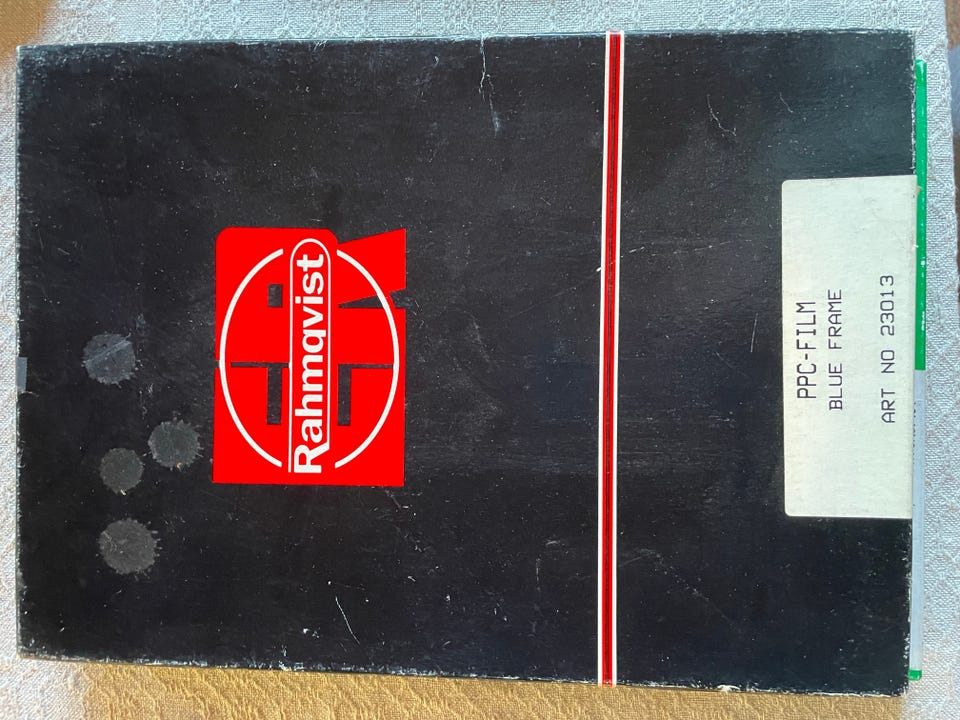 Rahmqvist
PPC-FILM
BLUE FRAME
ART NO 23013